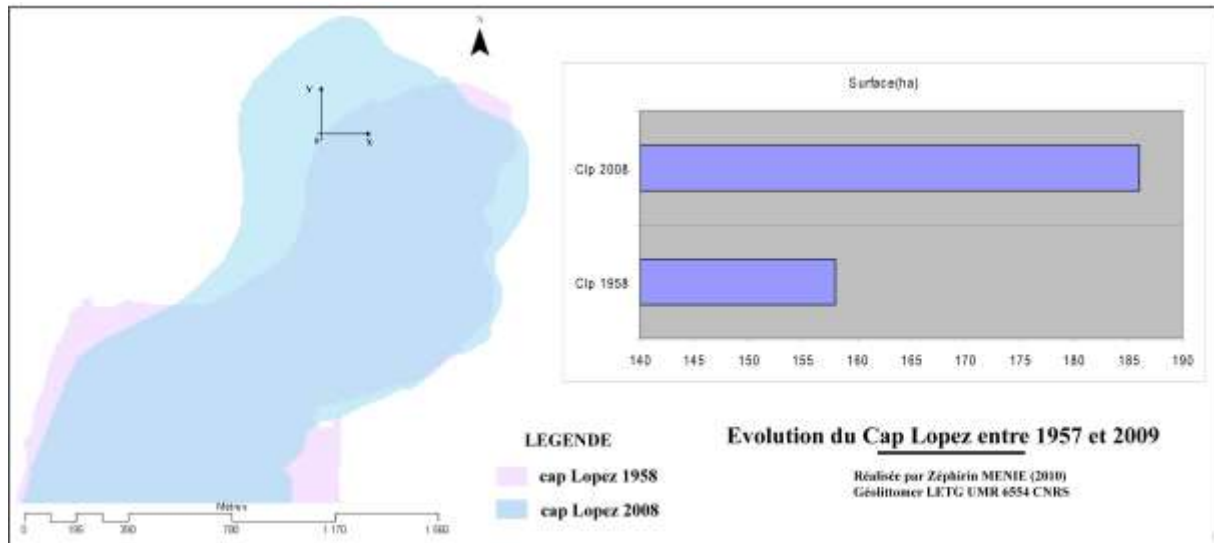 N
Y
X
Surface(ha)
Clp 2008
Clp 1958
140 145 150 155 160 165 170 175 180 185 190
LEGENDE
cap Lopez 1958
cap Lopez 2008
Evolution du Cap Lopez entre 1957 et 2009
Réalisée par Zéphirin MENIE (2010)
Géolittomer LETG UMR 6554 CNRS
Mètres
0 195 390 780 1 170